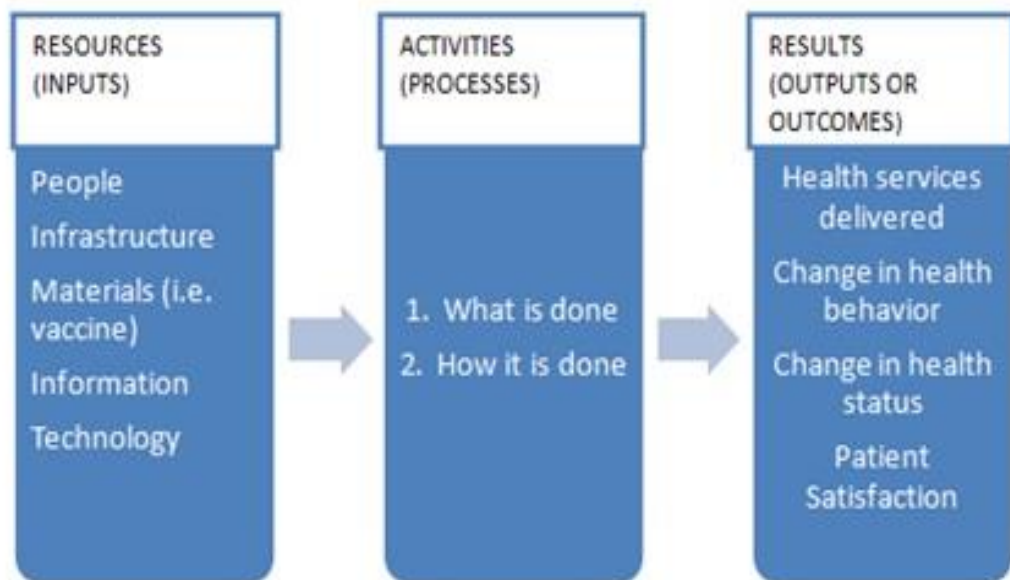 RESOURCES
(INPUTS)
People
Infrastructure
Materials (i.e.
vaccine)
Information
Technology
ACTIVITIES
(PROCESSES)
1. What is done
2. How it is done
RESULTS
(OUTPUTS OR
OUTCOMES)
Health services
delivered
Change in health
behavior
Change in health
status
Patient
Satisfaction